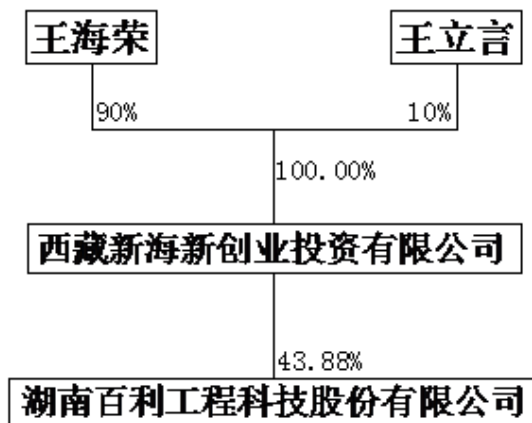 王海荣 王立言
90% 10%
100.00%
西藏新海新创业投资有限公司
43.88%
湖南百利工程科技股份有限公司